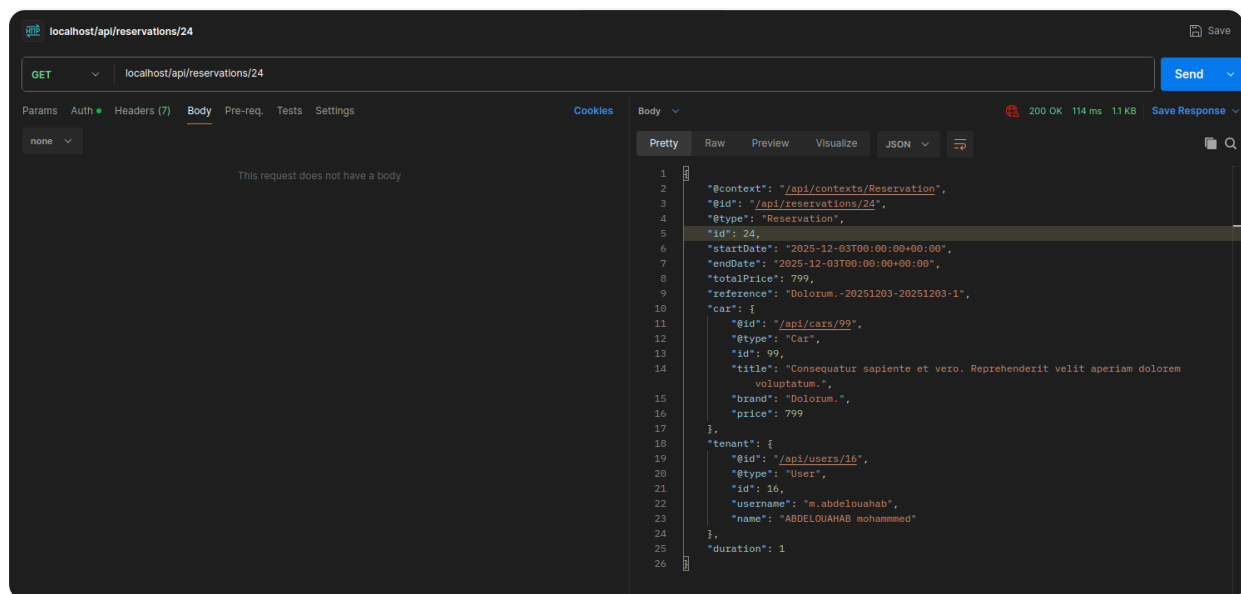 HTTP localhost/api/reservations/24
Save
GET localhost/api/reservations/24
Send
Params Auth Headers (7) Body Pre-req. Tests Settings Cookies
none
This request does not have a body
Body 200 OK 114 ms 1.1 KB Save Response
Pretty Raw Preview Visualize JSON
1 {
2 "@context": "/api/contexts/Reservation",
3 "@id": "/api/reservations/24",
4 "@type": "Reservation",
5 "id": 24,
6 "startDate": "2025-12-03T00:00:00+00:00",
7 "endDate": "2025-12-03T00:00:00+00:00",
8 "totalPrice": 799,
9 "reference": "Dolorum.-20251203-20251203-1",
10 "car": {
11 "@id": "/api/cars/99",
12 "@type": "Car",
13 "id": 99,
14 "title": "Consequatur sapiente et vero. Reprehenderit velit aperiam dolorem
voluptatum.",
15 "brand": "Dolorum.",
16 "price": 799
17 },
18 "tenant": {
19 "@id": "/api/users/16",
20 "@type": "User",
21 "id": 16,
22 "username": "m.abdelouahab",
23 "name": "ABDELOUAHAB mohammmed"
24 },
25 "duration": 1
26 }